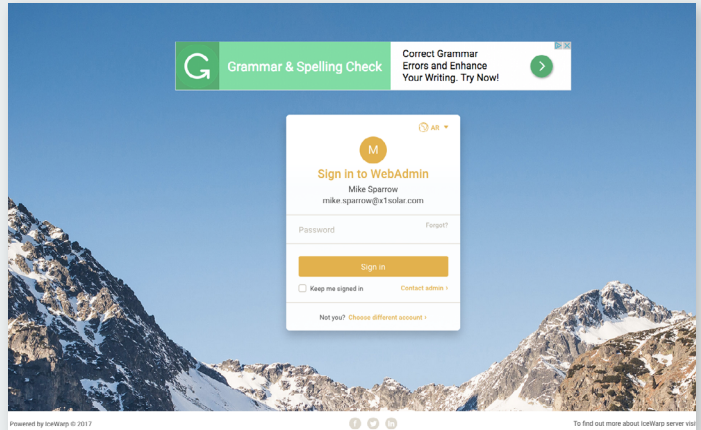 Grammar & Spelling Check
Correct Grammar
Errors and Enhance
Your Writing. Try Now!
AR
M
Sign in to WebAdmin
Mike Sparrow
mike.sparrow@x1solar.com
Password
Forgot?
Sign in
Keep me signed in
Contact admin ›
Not you? Choose different account ›
Powered by IceWarp © 2017
To find out more about IceWarp server visi